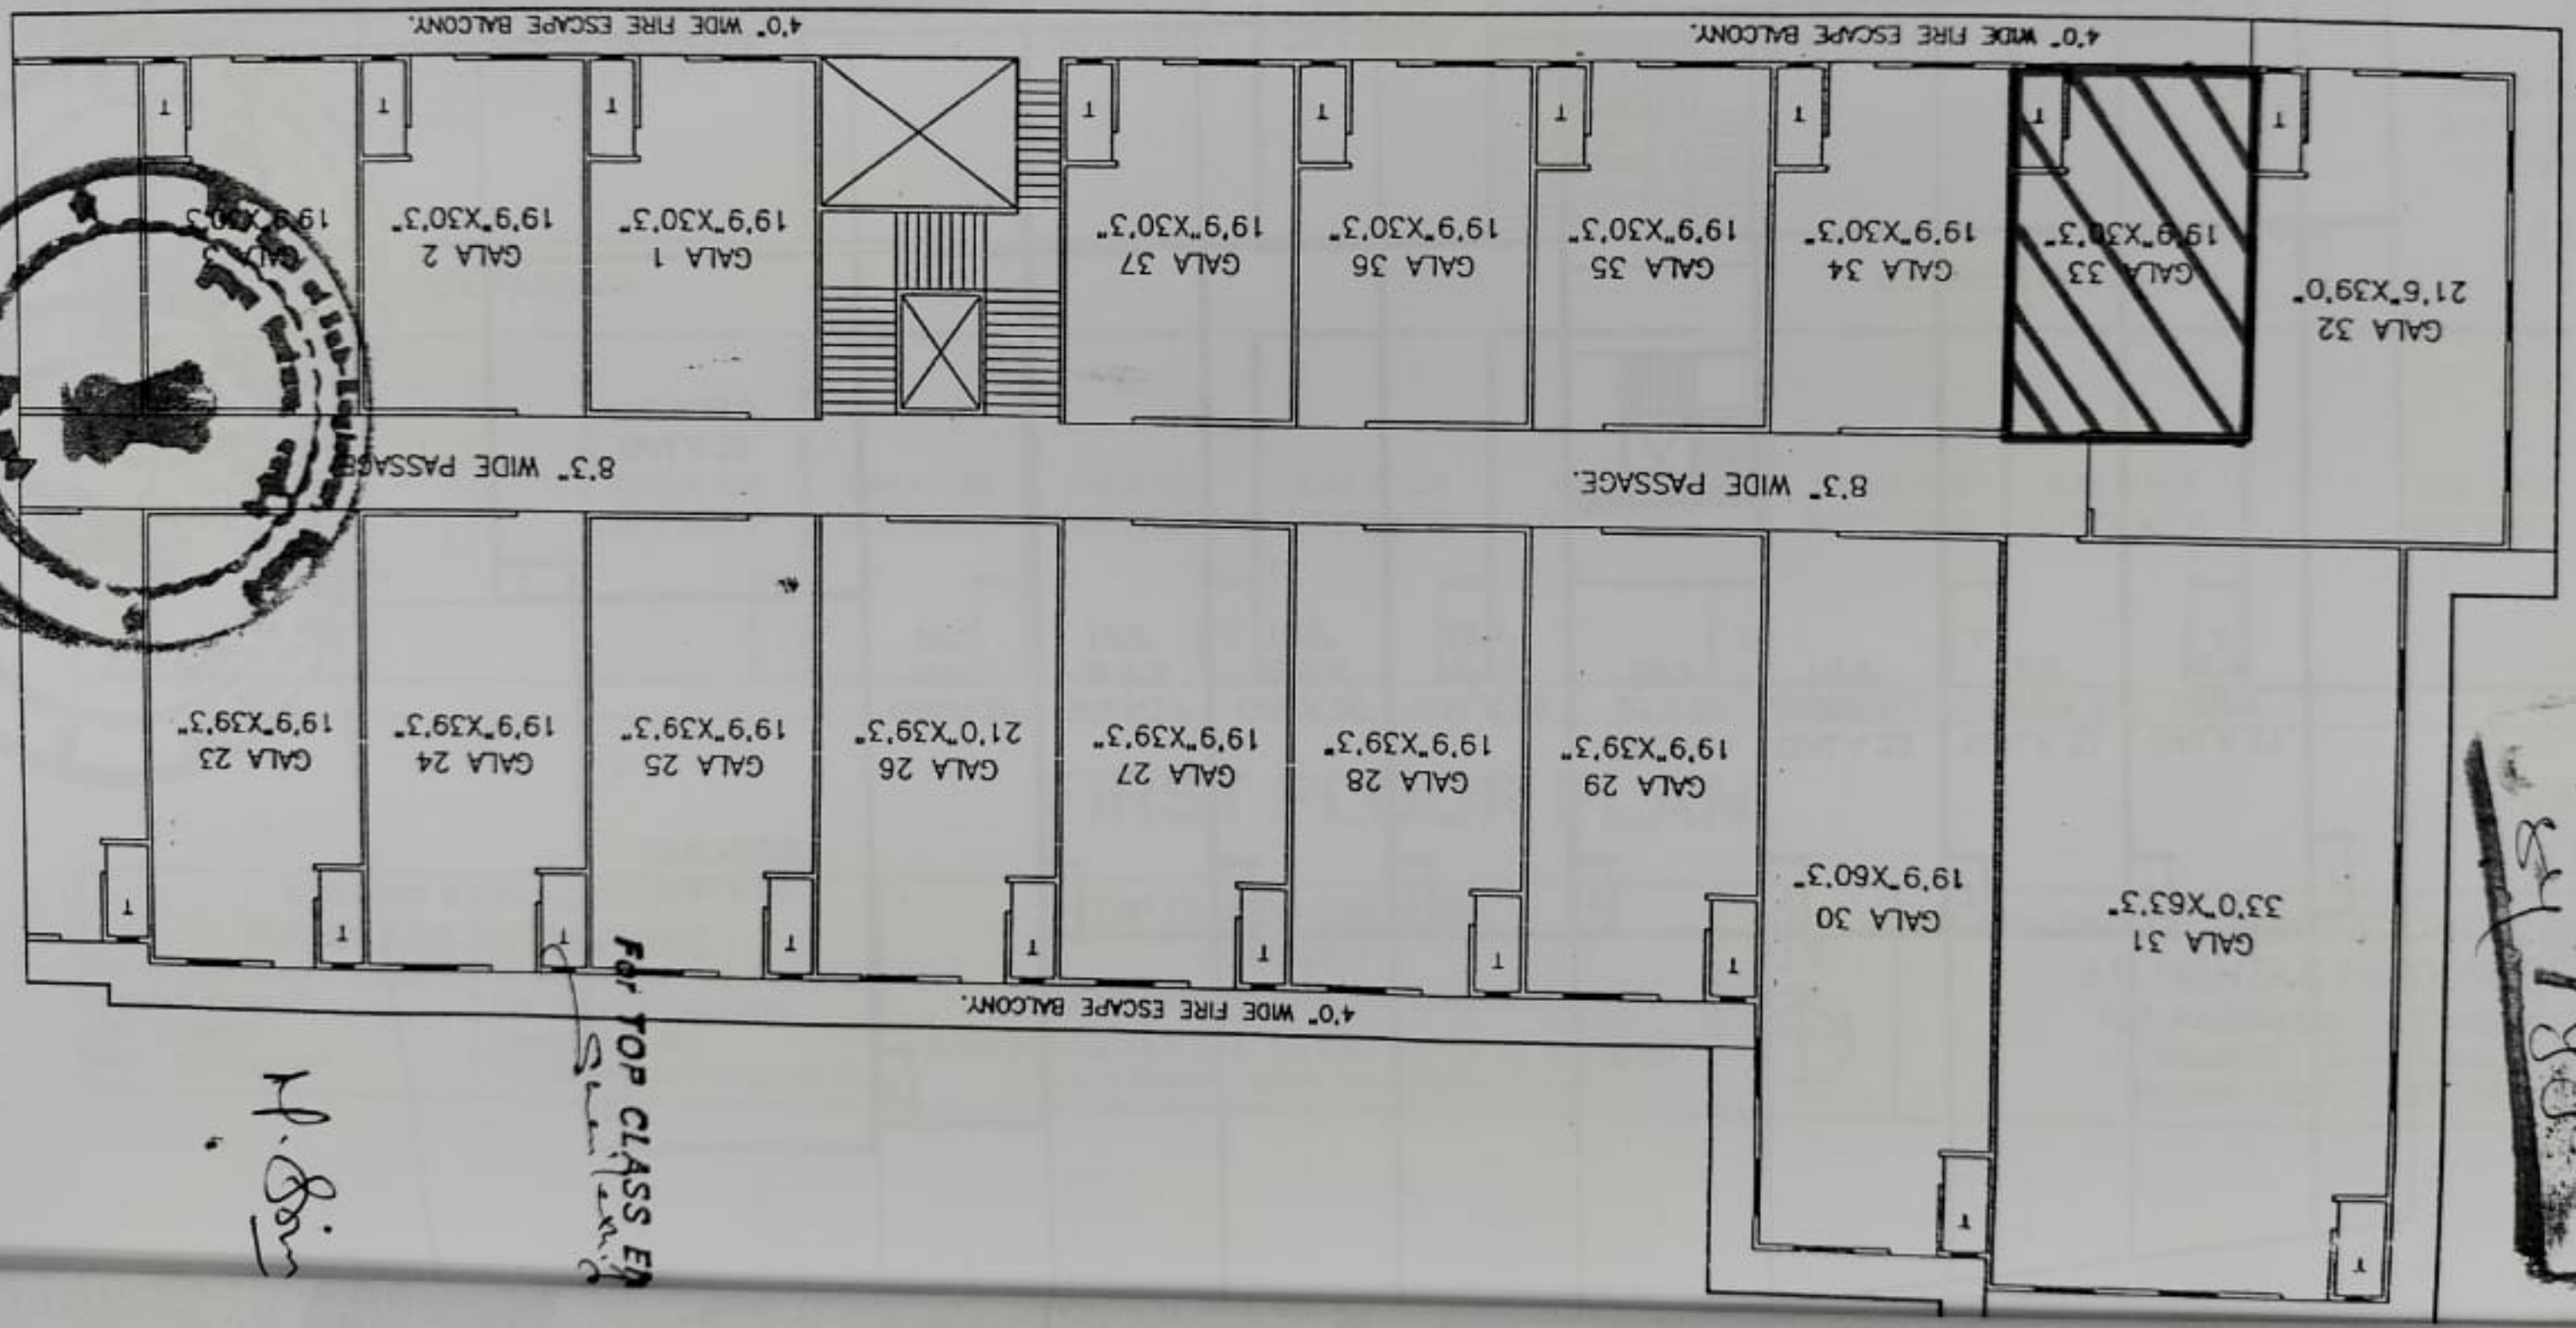 For TOP CLASS
4'0" WIDE FIRE ESCAPE BALCONY.
GALA 31
33'0"X63'3"
T
GALA 30
19'9"X60'3"
T
GALA 29
19'9"X39'3"
T
GALA 28
19'9"X39'3"
T
GALA 27
19'9"X39'3"
T
GALA 26
21'0"X39'3"
T
GALA 25
19'9"X39'3"
T
GALA 24
19'9"X39'3"
T
GALA 23
19'9"X39'3"
T
T
8'3" WIDE PASSAGE.
8'3" WIDE PASSAGE
GALA 32
21'6"X39'0"
T
GALA 33
19'9"X30'3"
T
GALA 34
19'9"X30'3"
T
GALA 35
19'9"X30'3"
T
GALA 36
19'9"X30'3"
T
GALA 37
19'9"X30'3"
T
GALA 1
19'9"X30'3"
T
GALA 2
19'9"X30'3"
T
GALA 3
19'9"X30'3"
T
4'0" WIDE FIRE ESCAPE BALCONY.
4'0" WIDE FIRE ESCAPE BALCONY.